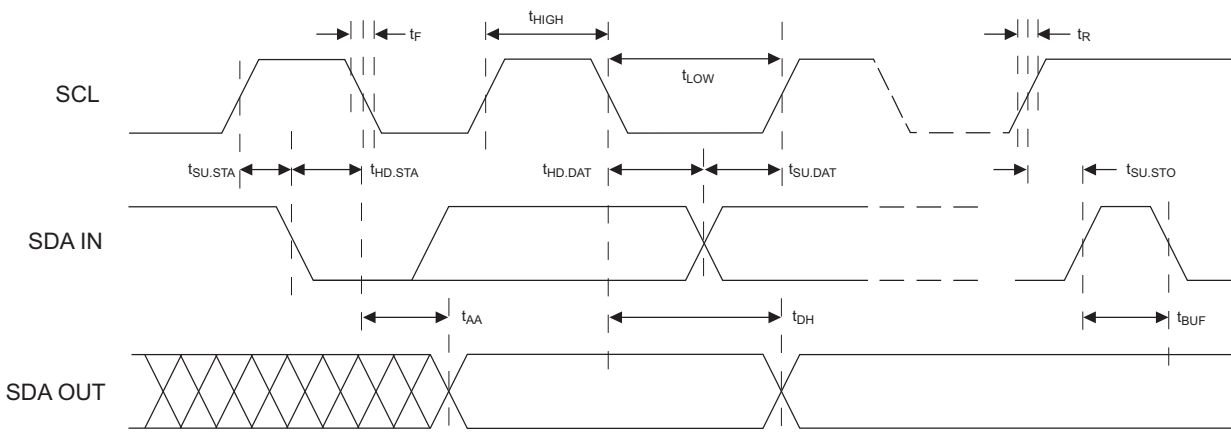 tF
tHIGH
tR
SCL
tLOW
tSU.STA
tHD.STA
tHD.DAT
tSU.DAT
tSU.STO
SDA IN
tAA
tDH
tBUF
SDA OUT